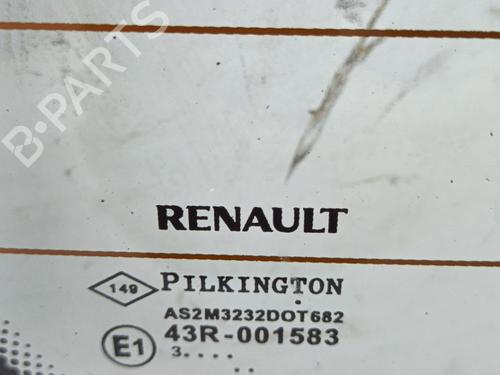 B-PARTS
RENAULT
149 PILKINGTON
AS2M3232DOT682
E1 43R-001583
3....